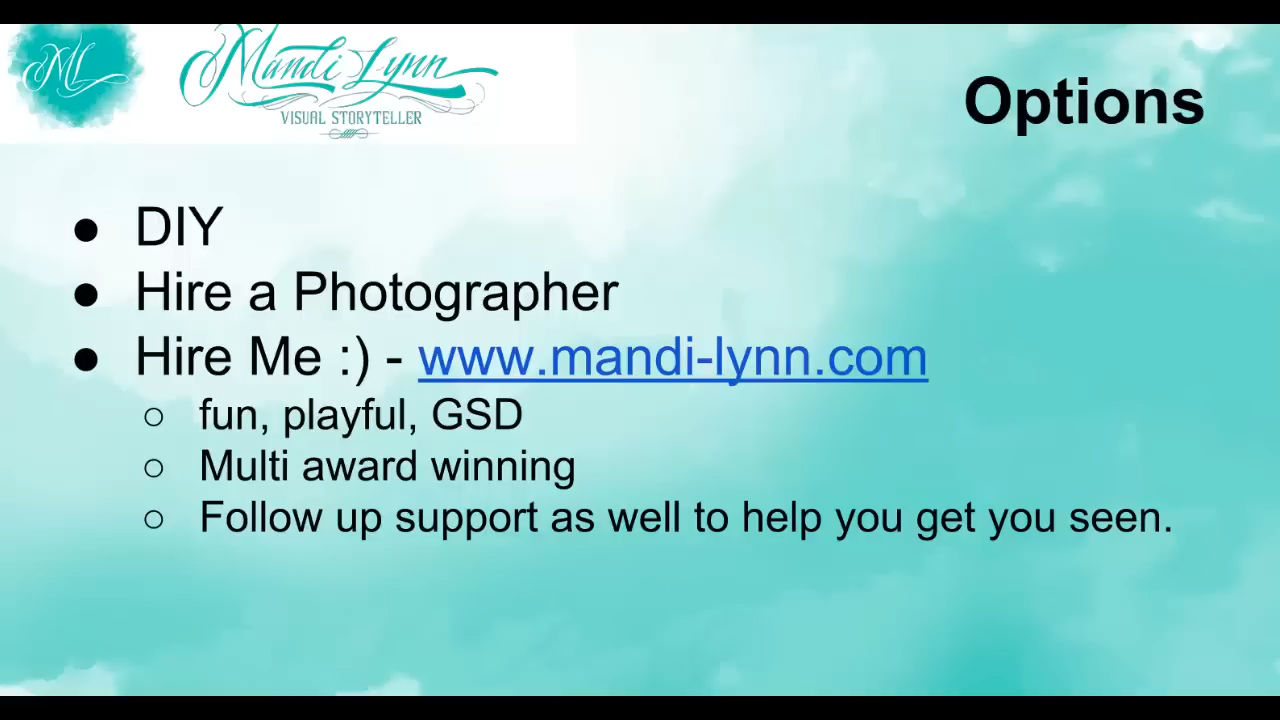 ML
Mandi Lynn
VISUAL STORYTELLER
Options
● DIY
● Hire a Photographer
● Hire Me :) - www.mandi-lynn.com
○ fun, playful, GSD
○ Multi award winning
○ Follow up support as well to help you get you seen.